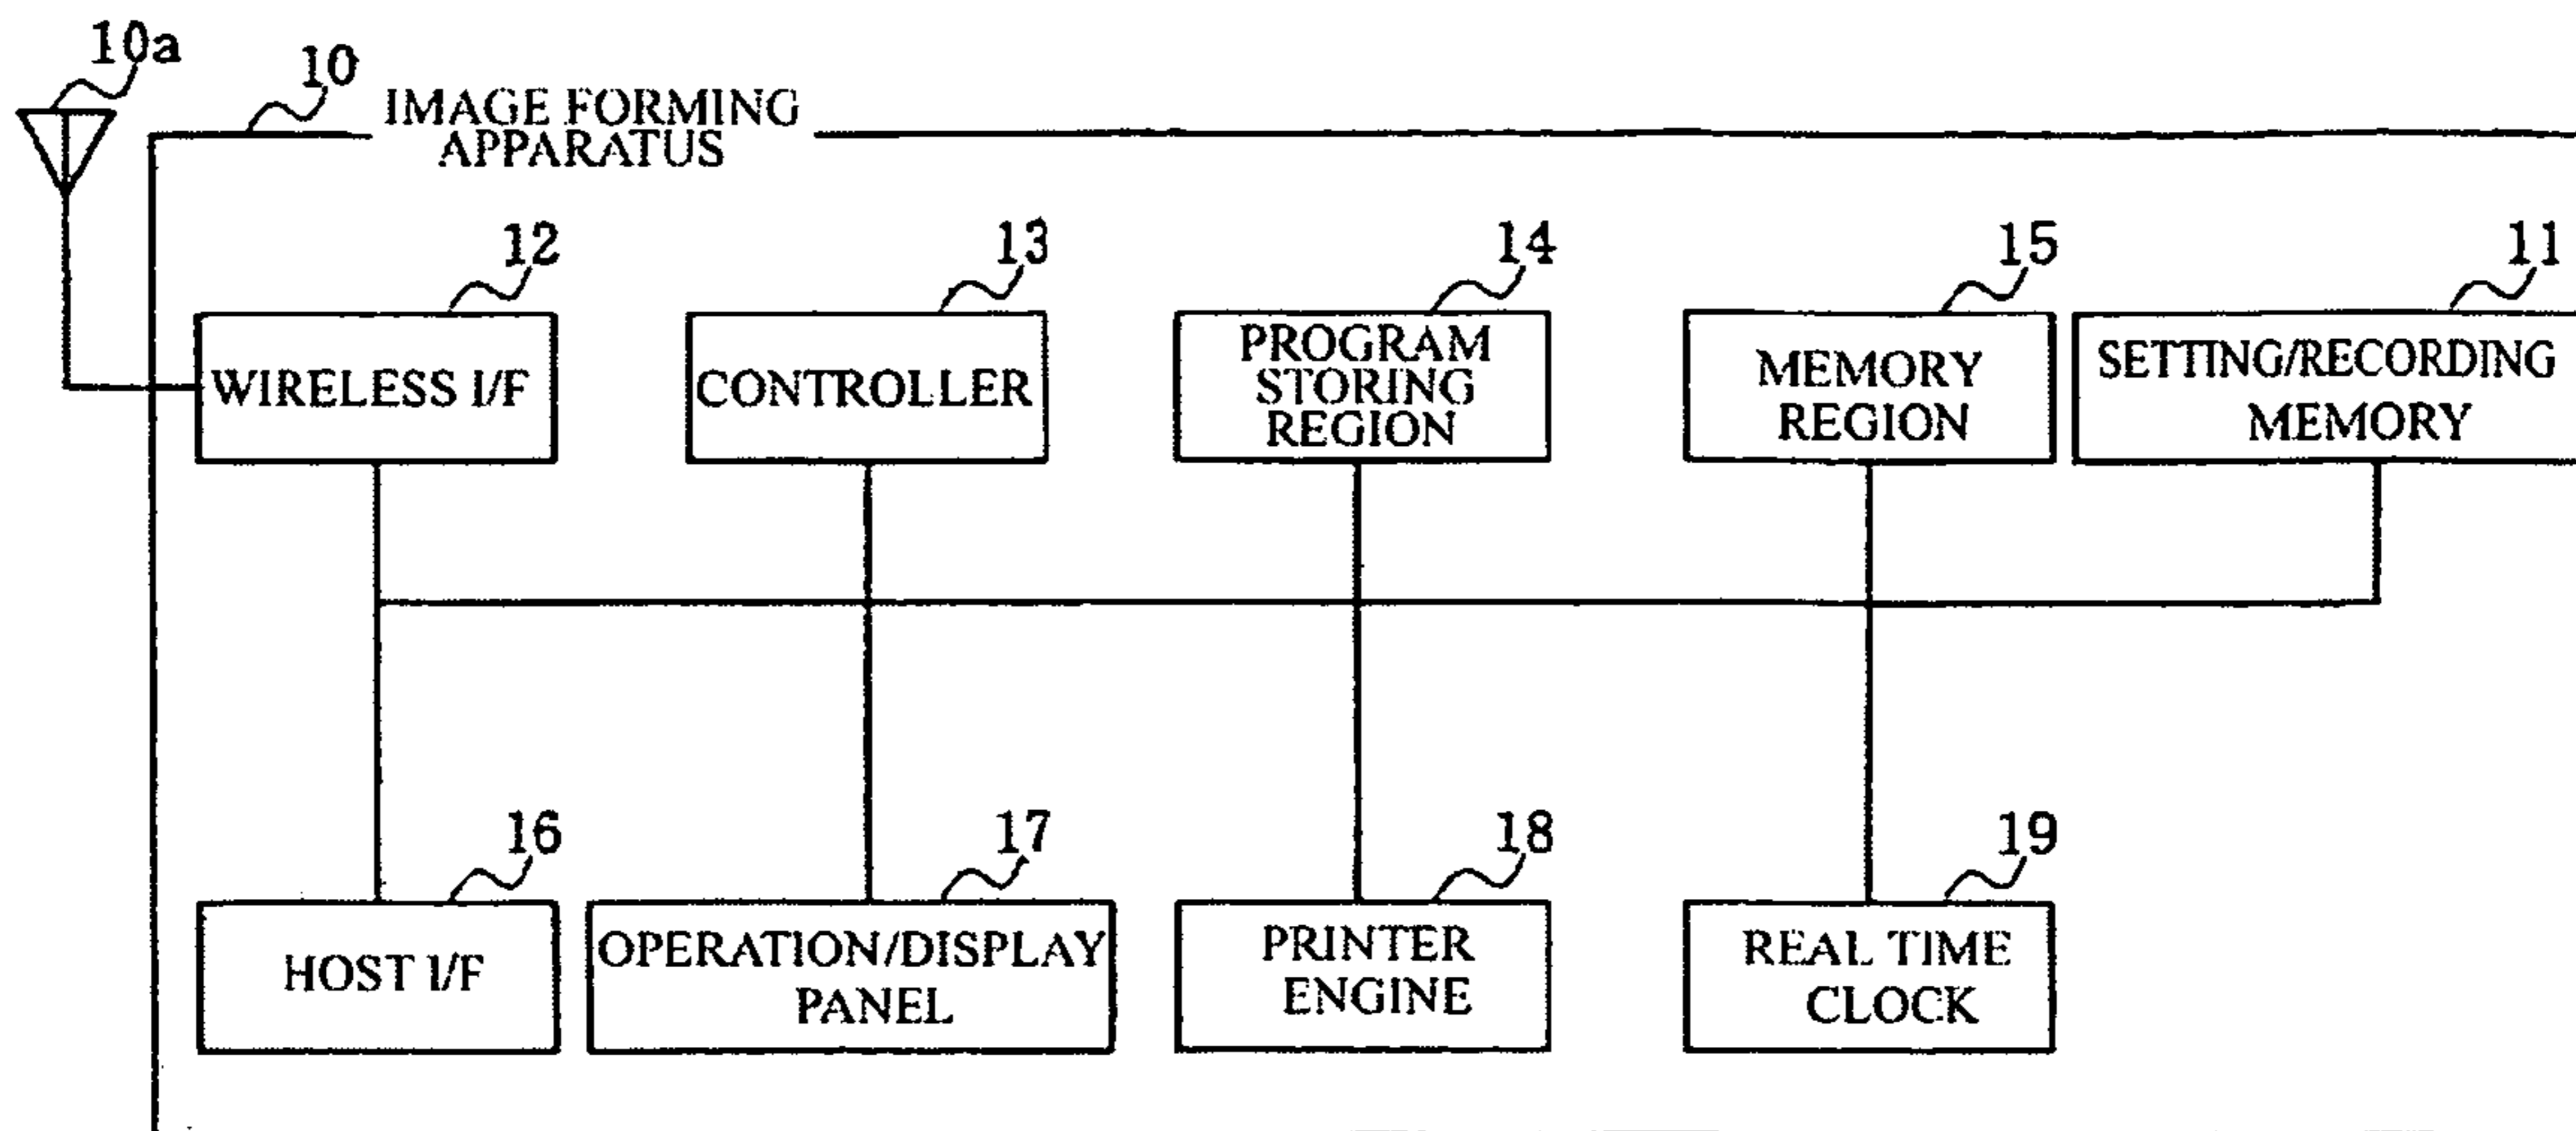 10a
10
IMAGE FORMING
APPARATUS
12
13
14
15
11
WIRELESS I/F
CONTROLLER
PROGRAM
STORING
REGION
MEMORY
REGION
SETTING/RECORDING
MEMORY
16
17
18
19
HOST I/F
OPERATION/DISPLAY
PANEL
PRINTER
ENGINE
REAL TIME
CLOCK